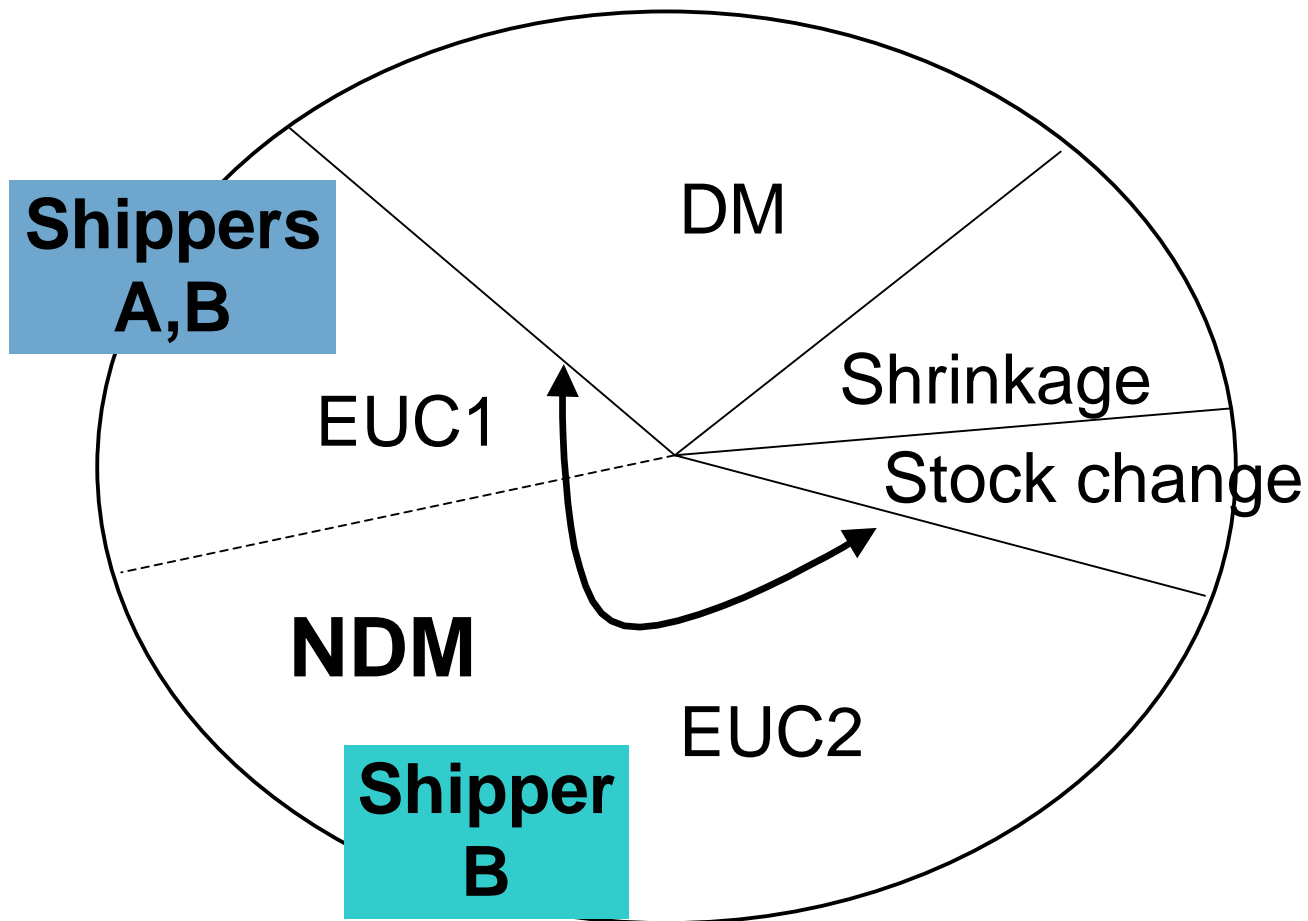 DM
Shippers
A,B
Shrinkage
EUC1
Stock change
NDM
EUC2
Shipper
B